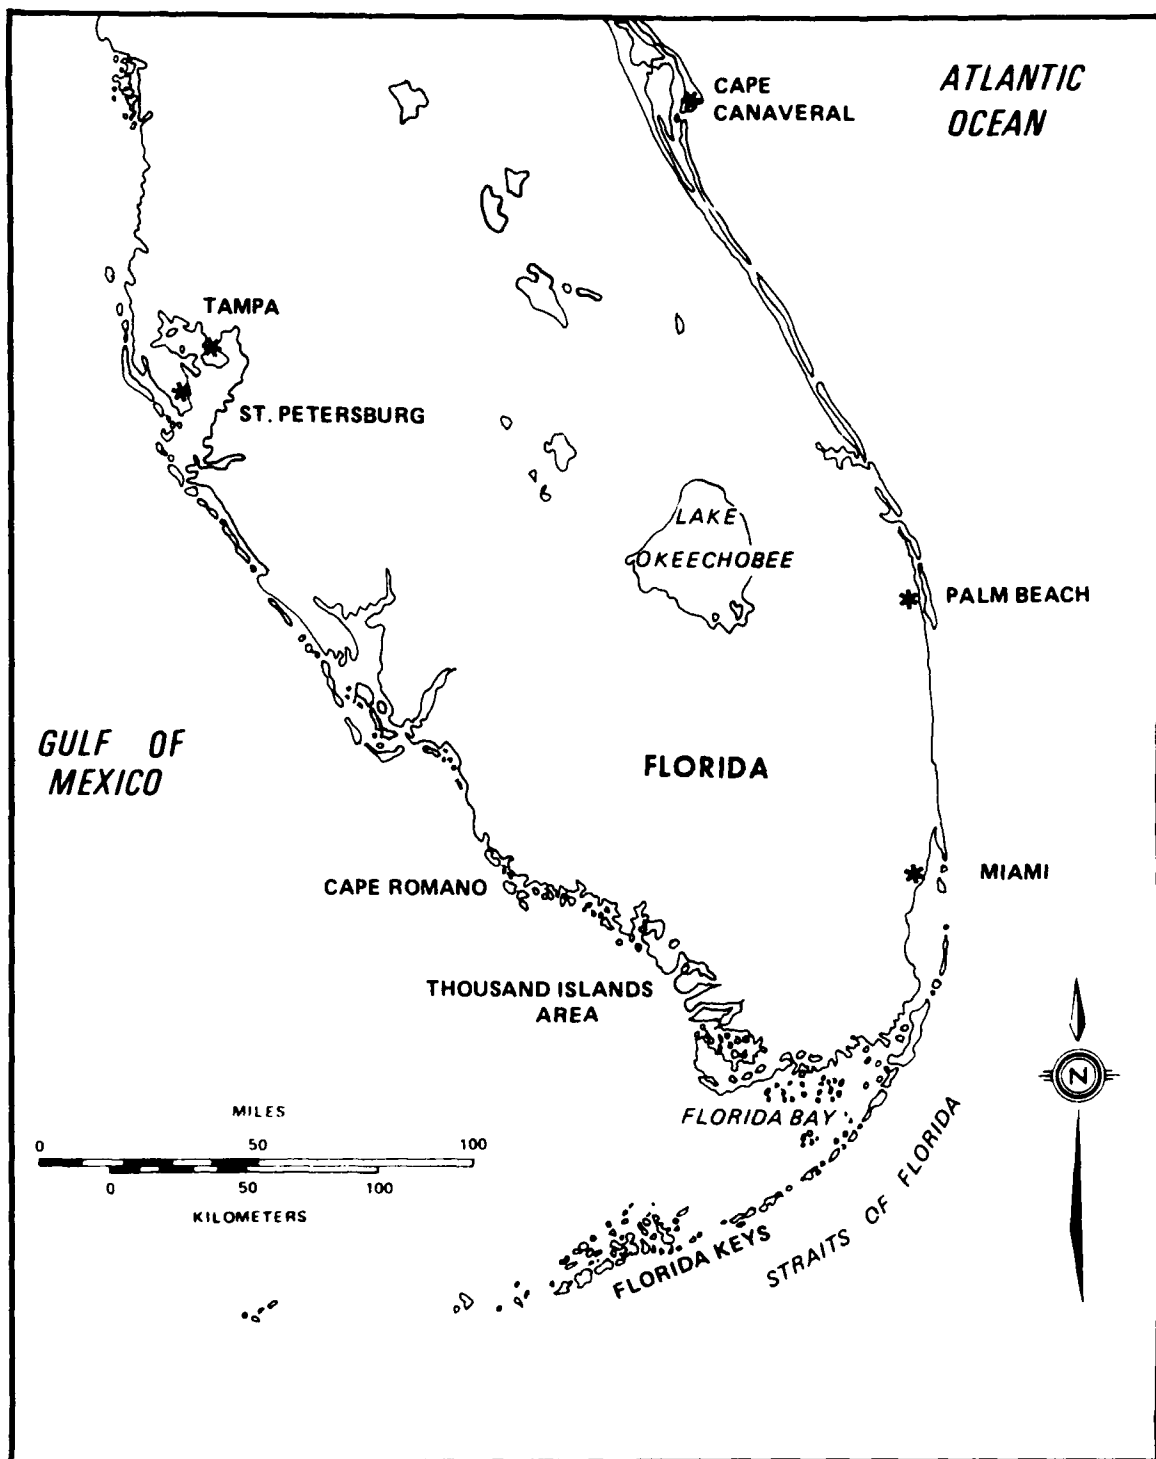 CAPE
CANAVERAL
ATLANTIC
OCEAN
TAMPA
ST. PETERSBURG
LAKE
OKEECHOBEE
PALM BEACH
GULF OF
MEXICO
FLORIDA
MIAMI
CAPE ROMANO
THOUSAND ISLANDS
AREA
N
FLORIDA BAY
MILES
0 50 100
0 50 100
KILOMETERS
FLORIDA KEYS
STRAITS OF FLORIDA